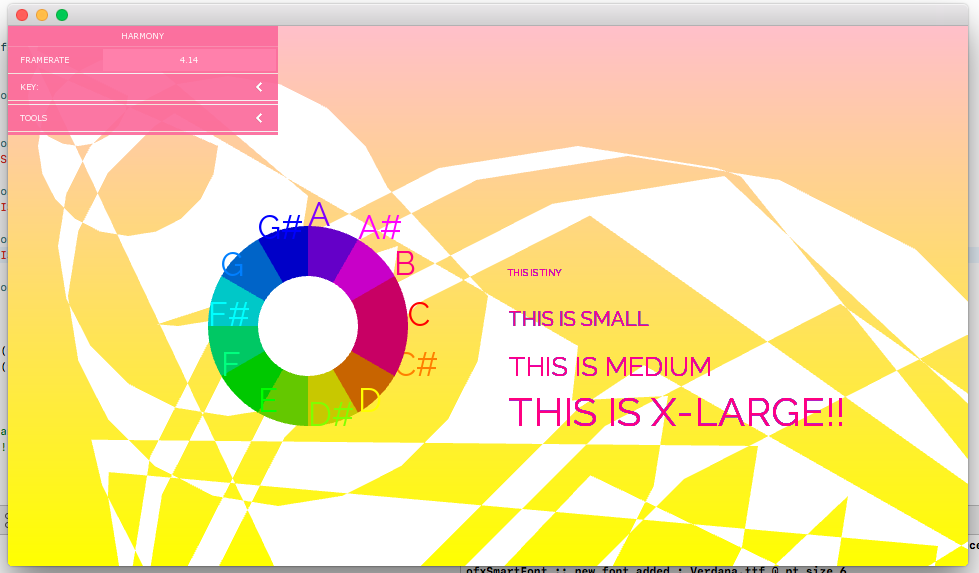 HARMONY
FRAMERATE 4.14
KEY:
TOOLS
G# A A#
G B
F# C
F C#
E D# D
THIS IS TINY
THIS IS SMALL
THIS IS MEDIUM
THIS IS X-LARGE!!
ofxSmartFont :: new font added : Verdana.ttf @ pt size 6